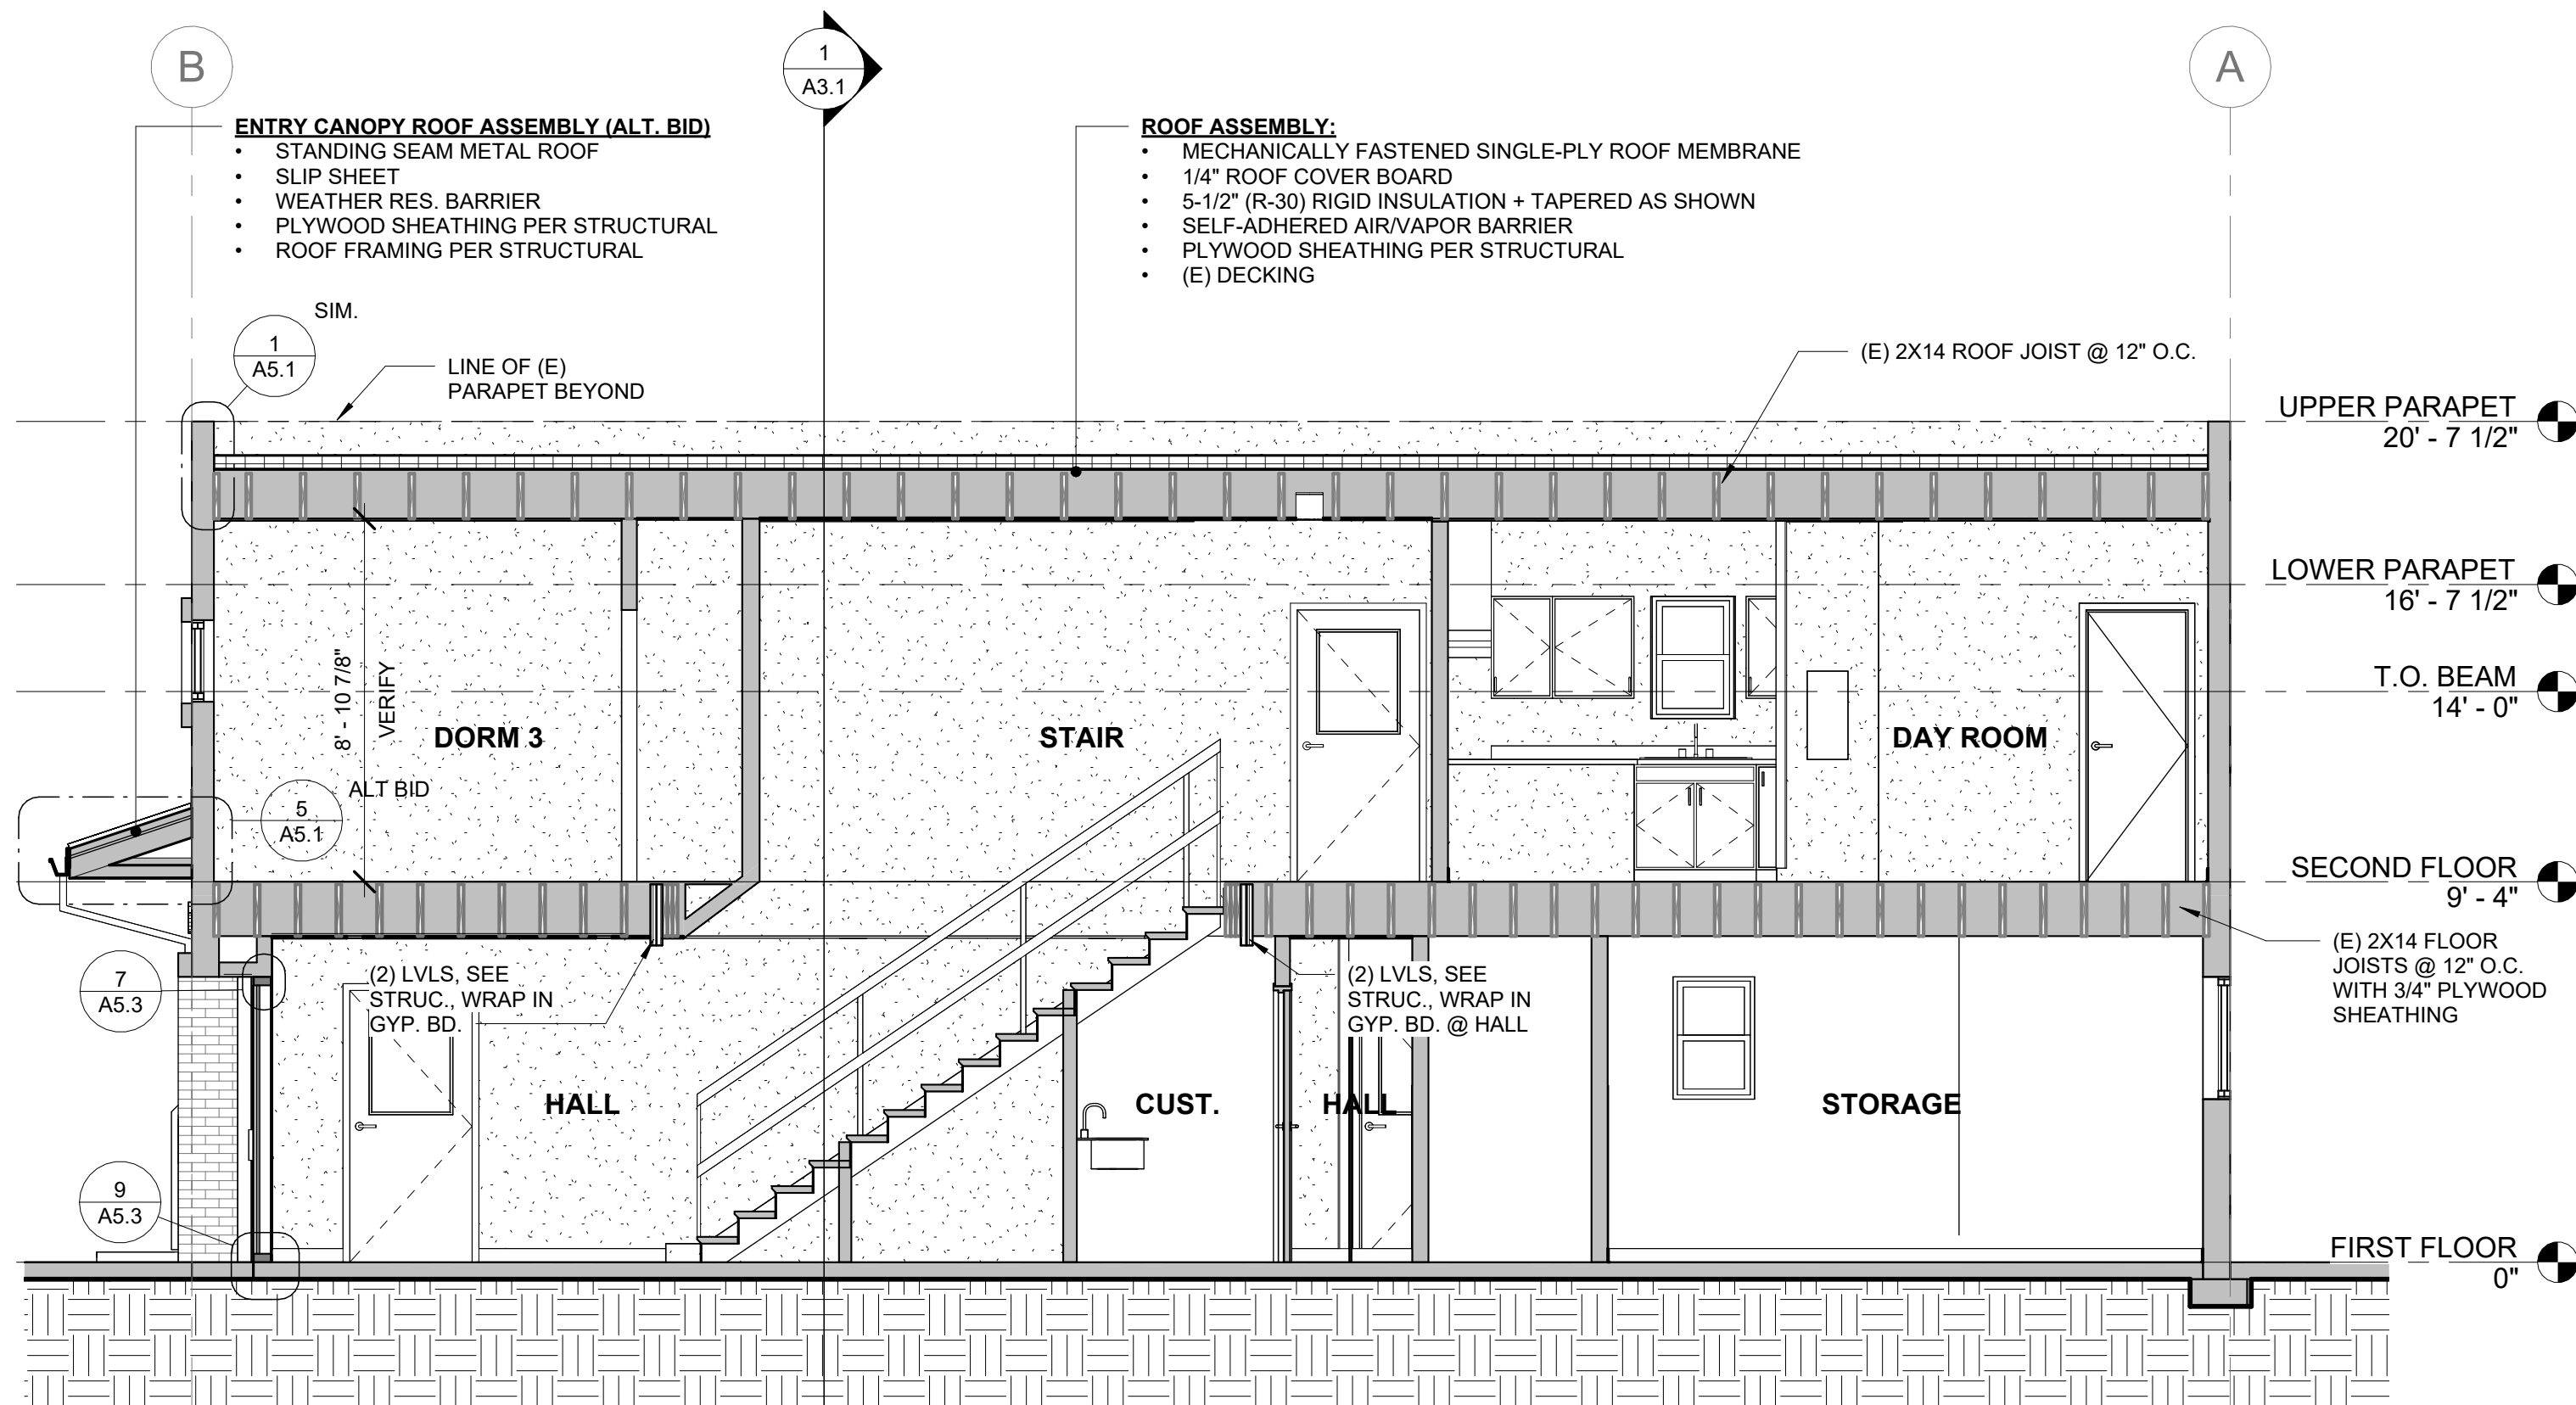 B
1
A3.1
A
ENTRY CANOPY ROOF ASSEMBLY (ALT. BID)
• STANDING SEAM METAL ROOF
• SLIP SHEET
• WEATHER RES. BARRIER
• PLYWOOD SHEATHING PER STRUCTURAL
• ROOF FRAMING PER STRUCTURAL
ROOF ASSEMBLY:
• MECHANICALLY FASTENED SINGLE-PLY ROOF MEMBRANE
• 1/4" ROOF COVER BOARD
• 5-1/2" (R-30) RIGID INSULATION + TAPERED AS SHOWN
• SELF-ADHERED AIR/VAPOR BARRIER
• PLYWOOD SHEATHING PER STRUCTURAL
• (E) DECKING
SIM.
1
A5.1
LINE OF (E)
PARAPET BEYOND
(E) 2X14 ROOF JOIST @ 12" O.C.
UPPER PARAPET
20' - 7 1/2"
LOWER PARAPET
16' - 7 1/2"
T.O. BEAM
14' - 0"
8' - 10 7/8"
VERIFY
DORM 3
STAIR
DAY ROOM
ALT BID
5
A5.1
SECOND FLOOR
9' - 4"
(E) 2X14 FLOOR
JOISTS @ 12" O.C.
WITH 3/4" PLYWOOD
SHEATHING
7
A5.3
(2) LVLS, SEE
STRUC., WRAP IN
GYP. BD.
(2) LVLS, SEE
STRUC., WRAP IN
GYP. BD. @ HALL
HALL
CUST.
HALL
STORAGE
9
A5.3
FIRST FLOOR
0"